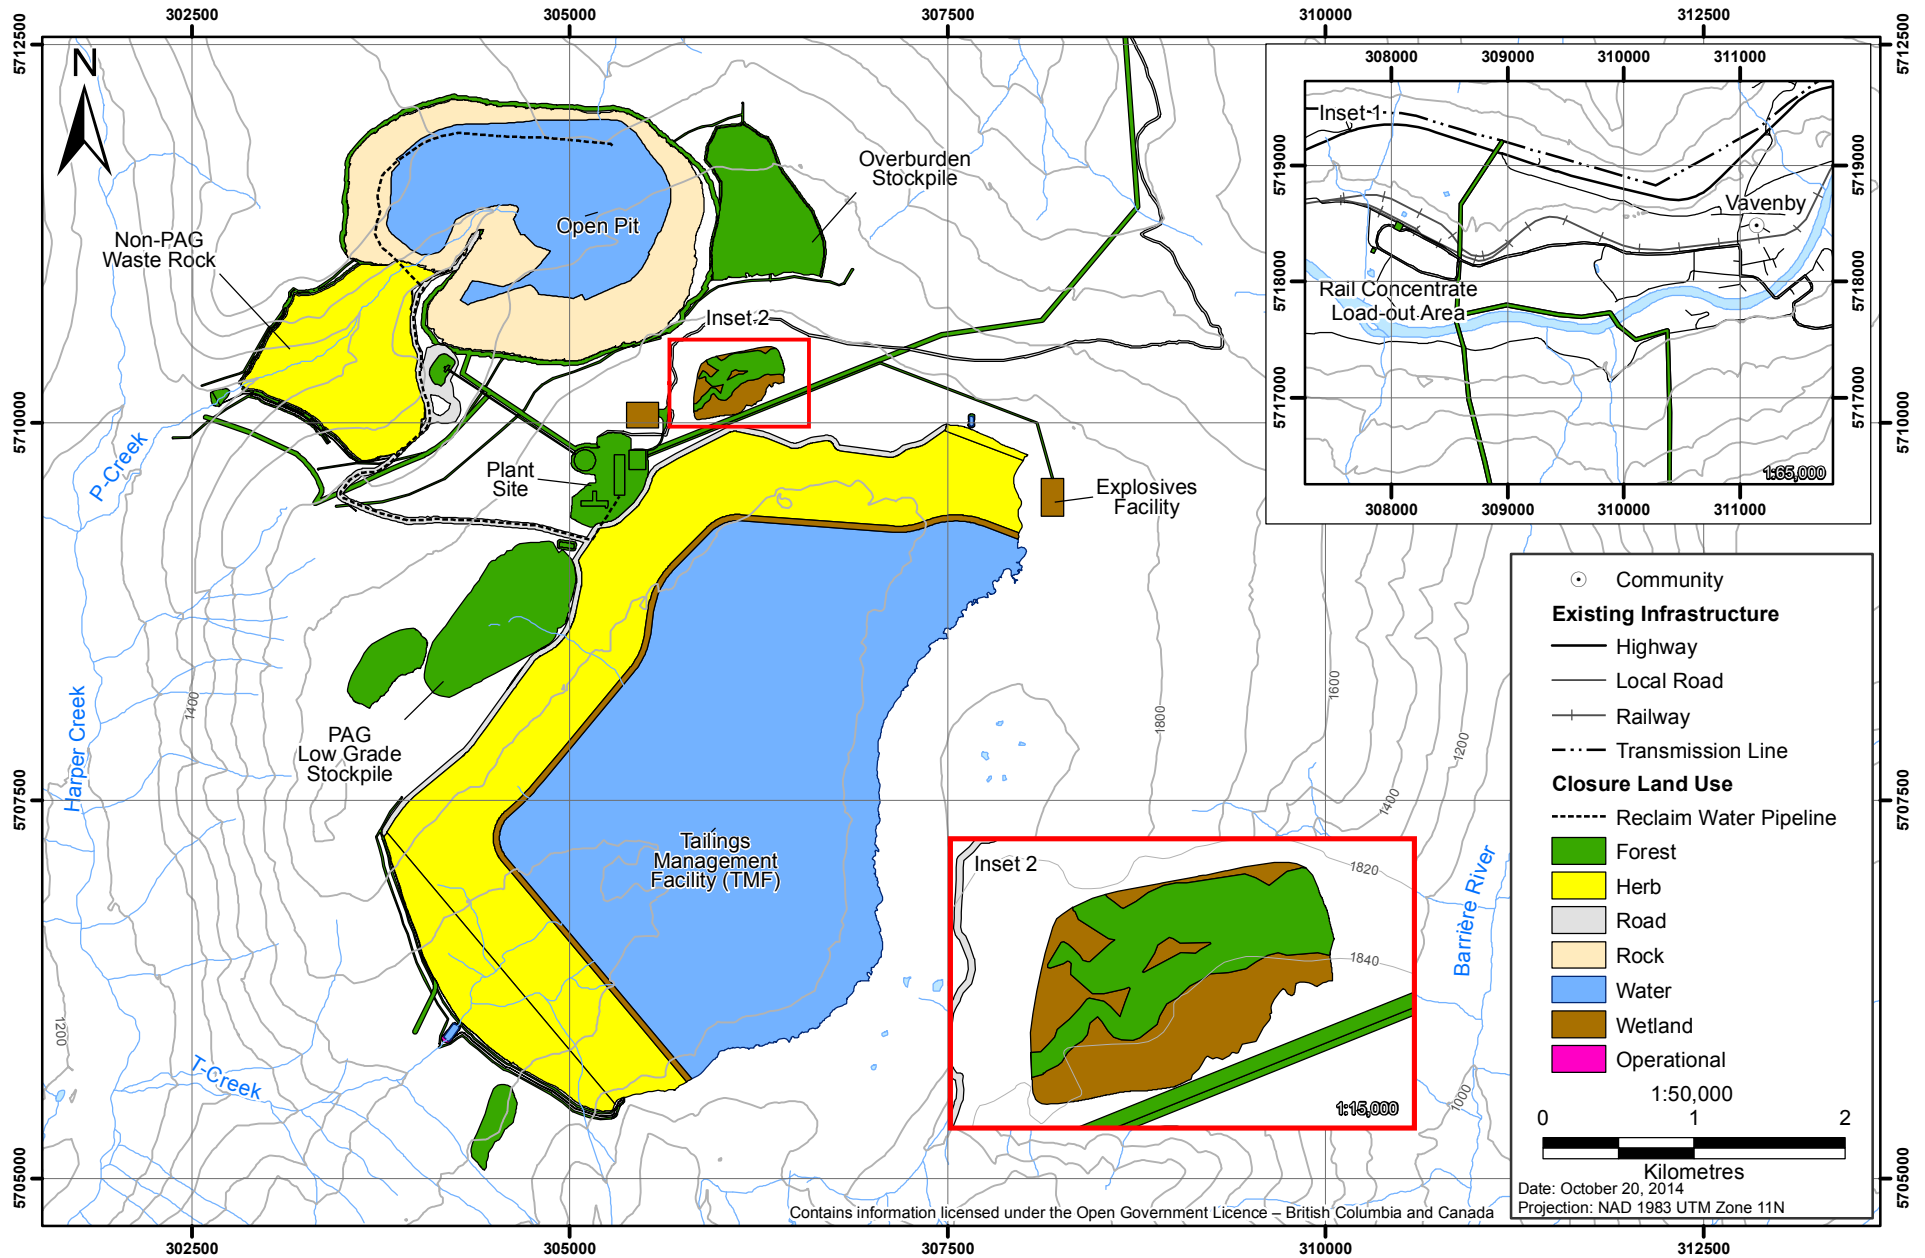 302500
305000
307500
310000
312500
5712500
5712500
N
308000
309000
310000
311000
Inset 1
5719000
5719000
Vavenby
5718000
5718000
Rail Concentrate
Load-out Area
5717000
5717000
1:65,000
308000
309000
310000
311000
Overburden
Stockpile
Open Pit
Non-PAG
Waste Rock
Inset 2
5710000
5710000
P-Creek
Plant
Site
Explosives
Facility
PAG
Low Grade
Stockpile
1400
Harper Creek
1800
1600
1200
1400
5707500
5707500
Tailings
Management
Facility (TMF)
Inset 2
1820
1840
1:15,000
Barrière River
1200
T-Creek
1000
Community
Existing Infrastructure
Highway
Local Road
Railway
Transmission Line
Closure Land Use
Reclaim Water Pipeline
Forest
Herb
Road
Rock
Water
Wetland
Operational
1:50,000
0 1 2
Kilometres
5705000
5705000
Date: October 20, 2014
Projection: NAD 1983 UTM Zone 11N
Contains information licensed under the Open Government Licence – British Columbia and Canada
302500
305000
307500
310000
312500